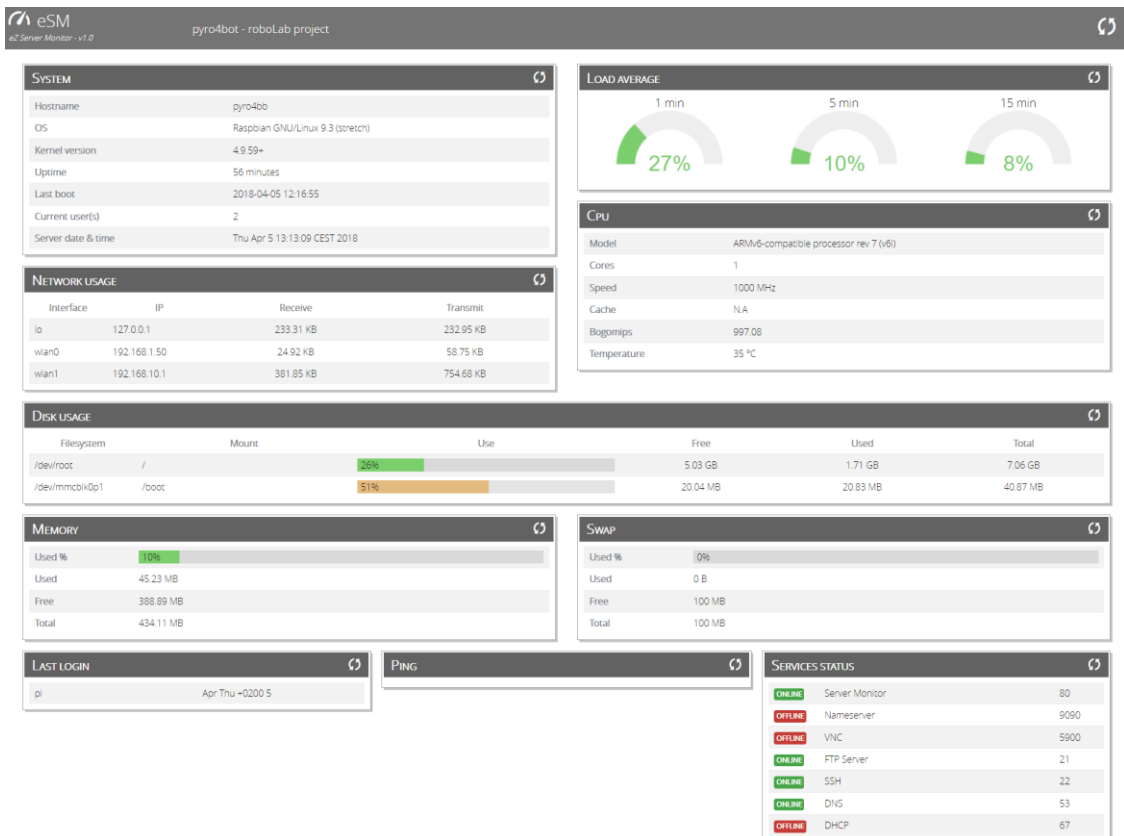 eSM
eZ Server Monitor - v1.0
pyro4bot - roboLab project
SYSTEM
Hostname pyro4bb
OS Raspbian GNU/Linux 9.3 (stretch)
Kernel version 4.9.59+
Uptime 56 minutes
Last boot 2018-04-05 12:16:55
Current user(s) 2
Server date & time Thu Apr 5 13:13:09 CEST 2018
LOAD AVERAGE
1 min 5 min 15 min
27% 10% 8%
CPU
Model ARMv6-compatible processor rev 7 (v6l)
Cores 1
Speed 1000 MHz
Cache N.A
Bogomips 997.08
Temperature 35 °C
NETWORK USAGE
Interface IP Receive Transmit
lo 127.0.0.1 233.31 KB 232.95 KB
wlan0 192.168.1.50 24.92 KB 58.75 KB
wlan1 192.168.10.1 381.85 KB 754.68 KB
DISK USAGE
Filesystem Mount Use Free Used Total
/dev/root / 26% 5.03 GB 1.71 GB 7.06 GB
/dev/mmcblk0p1 /boot 51% 20.04 MB 20.83 MB 40.87 MB
MEMORY
Used % 10%
Used 45.23 MB
Free 388.89 MB
Total 434.11 MB
SWAP
Used % 0%
Used 0 B
Free 100 MB
Total 100 MB
LAST LOGIN
pi Apr Thu +0200 5
PING
SERVICES STATUS
ONLINE Server Monitor 80
OFFLINE Nameserver 9090
OFFLINE VNC 5900
ONLINE FTP Server 21
ONLINE SSH 22
ONLINE DNS 53
OFFLINE DHCP 67